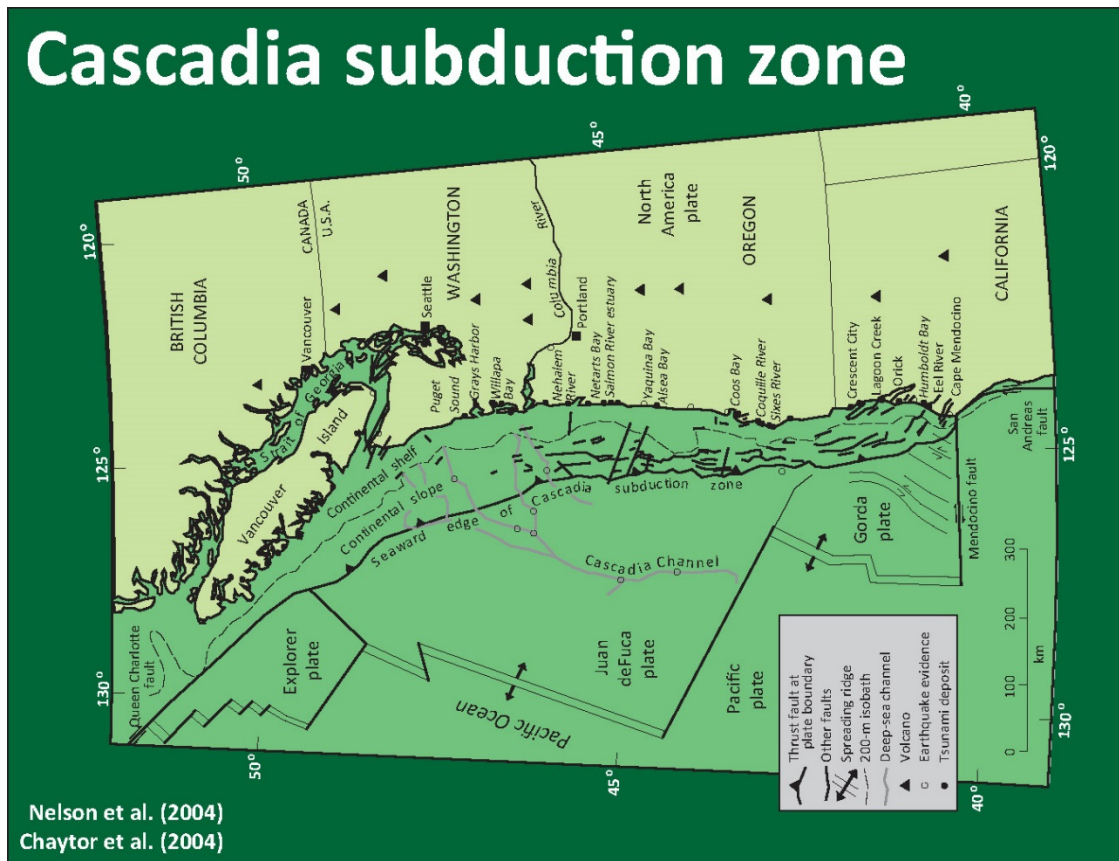 Cascadia subduction zone
50°
45°
40°
120°
120°
BRITISH
COLUMBIA
CANADA
U.S.A.
Vancouver
Seattle
WASHINGTON
Columbia
River
Portland
North
America
plate
OREGON
CALIFORNIA
Strait of Georgia
Vancouver
Island
Puget
Sound
Grays Harbor
Willapa
Bay
Nehalem
River
Netarts Bay
Salmon River estuary
Yaquina Bay
Alsea Bay
Coos Bay
Coquille River
Sixes River
Crescent City
Lagoon Creek
Orick
Humboldt Bay
Eel River
Cape Mendocino
125°
125°
San
Andreas
fault
Continental shelf
Continental slope
Seaward edge of Cascadia subduction zone
Cascadia Channel
Mendocino fault
Gorda
plate
Queen Charlotte
fault
Explorer
plate
Juan
deFuca
plate
Pacific
plate
Pacific Ocean
130°
130°
50°
45°
40°
Thrust fault at
plate boundary
Other faults
Spreading ridge
200-m isobath
Deep-sea channel
Volcano
Earthquake evidence
Tsunami deposit
0 100 200 300
km
Nelson et al. (2004)
Chaytor et al. (2004)